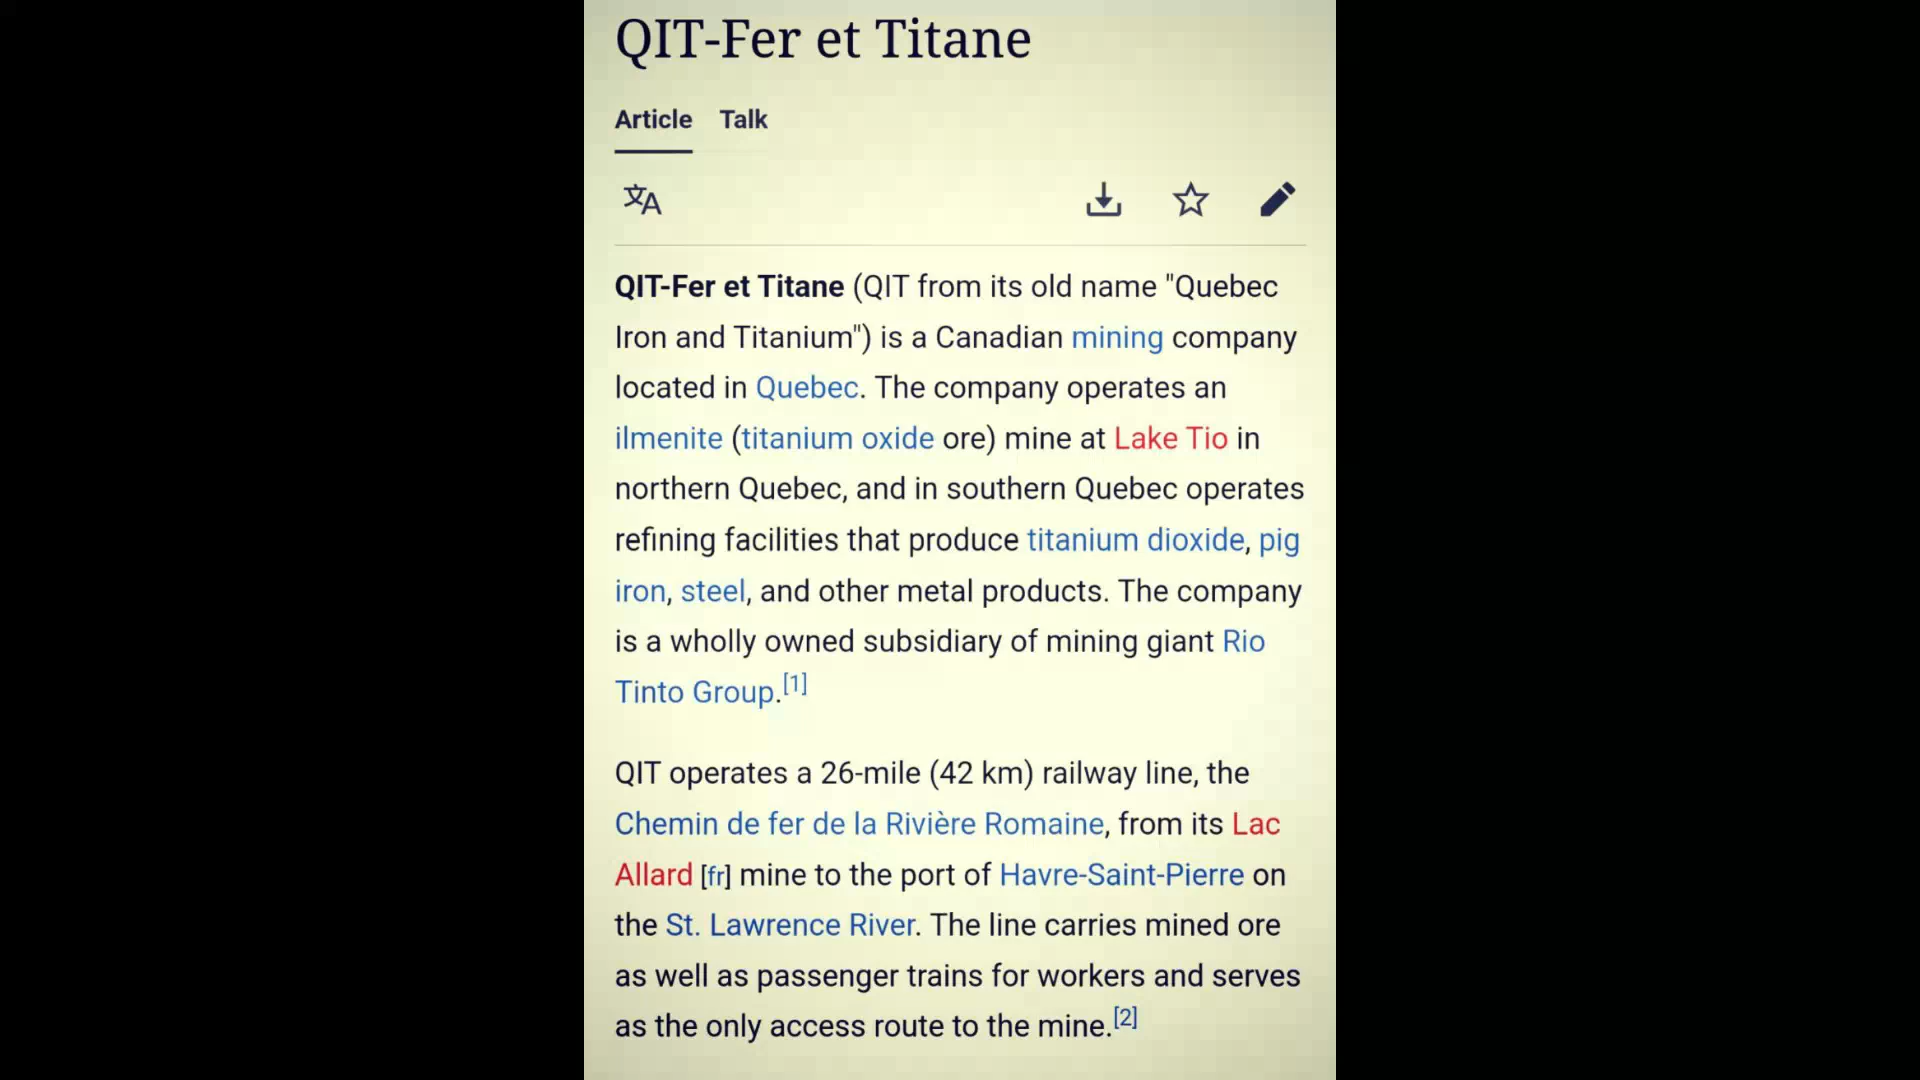 QIT-Fer et Titane
Article Talk
文A
QIT-Fer et Titane (QIT from its old name "Quebec
Iron and Titanium") is a Canadian mining company
located in Quebec. The company operates an
ilmenite (titanium oxide ore) mine at Lake Tio in
northern Quebec, and in southern Quebec operates
refining facilities that produce titanium dioxide, pig
iron, steel, and other metal products. The company
is a wholly owned subsidiary of mining giant Rio
Tinto Group.[1]
QIT operates a 26-mile (42 km) railway line, the
Chemin de fer de la Rivière Romaine, from its Lac
Allard [fr] mine to the port of Havre-Saint-Pierre on
the St. Lawrence River. The line carries mined ore
as well as passenger trains for workers and serves
as the only access route to the mine.[2]